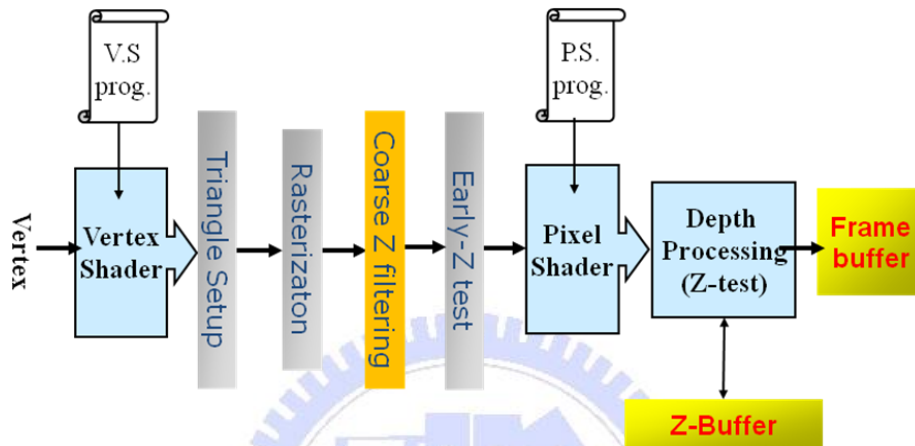 V.S
prog.
P.S.
prog.
Vertex
Vertex
Shader
Triangle Setup
Rasterizaton
Coarse Z filtering
Early-Z test
Pixel
Shader
Depth
Processing
(Z-test)
Frame
buffer
Z-Buffer